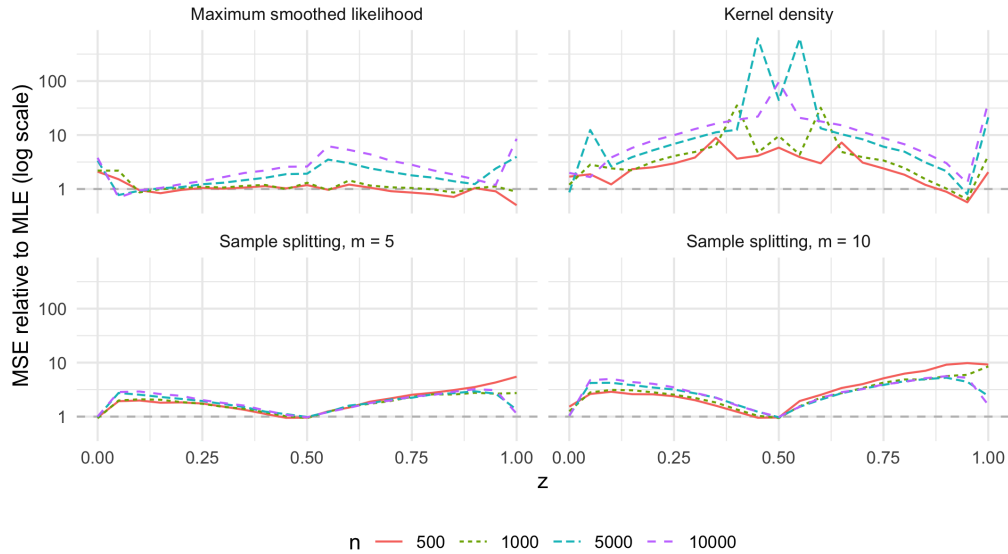 Maximum smoothed likelihood
Kernel density
MSE relative to MLE (log scale)
100
10
1
Sample splitting, m = 5
Sample splitting, m = 10
100
10
1
0.00 0.25 0.50 0.75 1.00
0.00 0.25 0.50 0.75 1.00
z
n 500 1000 5000 10000